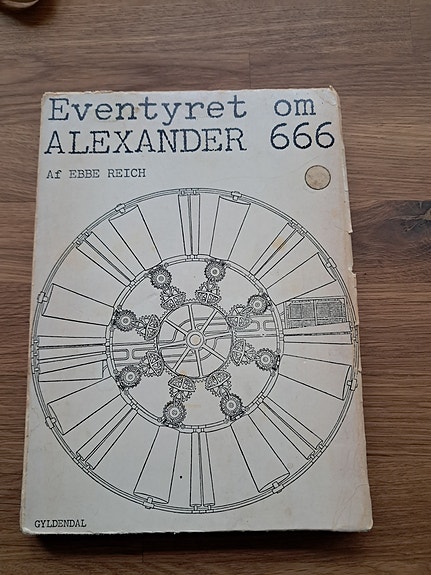 Eventyret om
ALEXANDER 666
Af EBBE REICH
GYLDENDAL